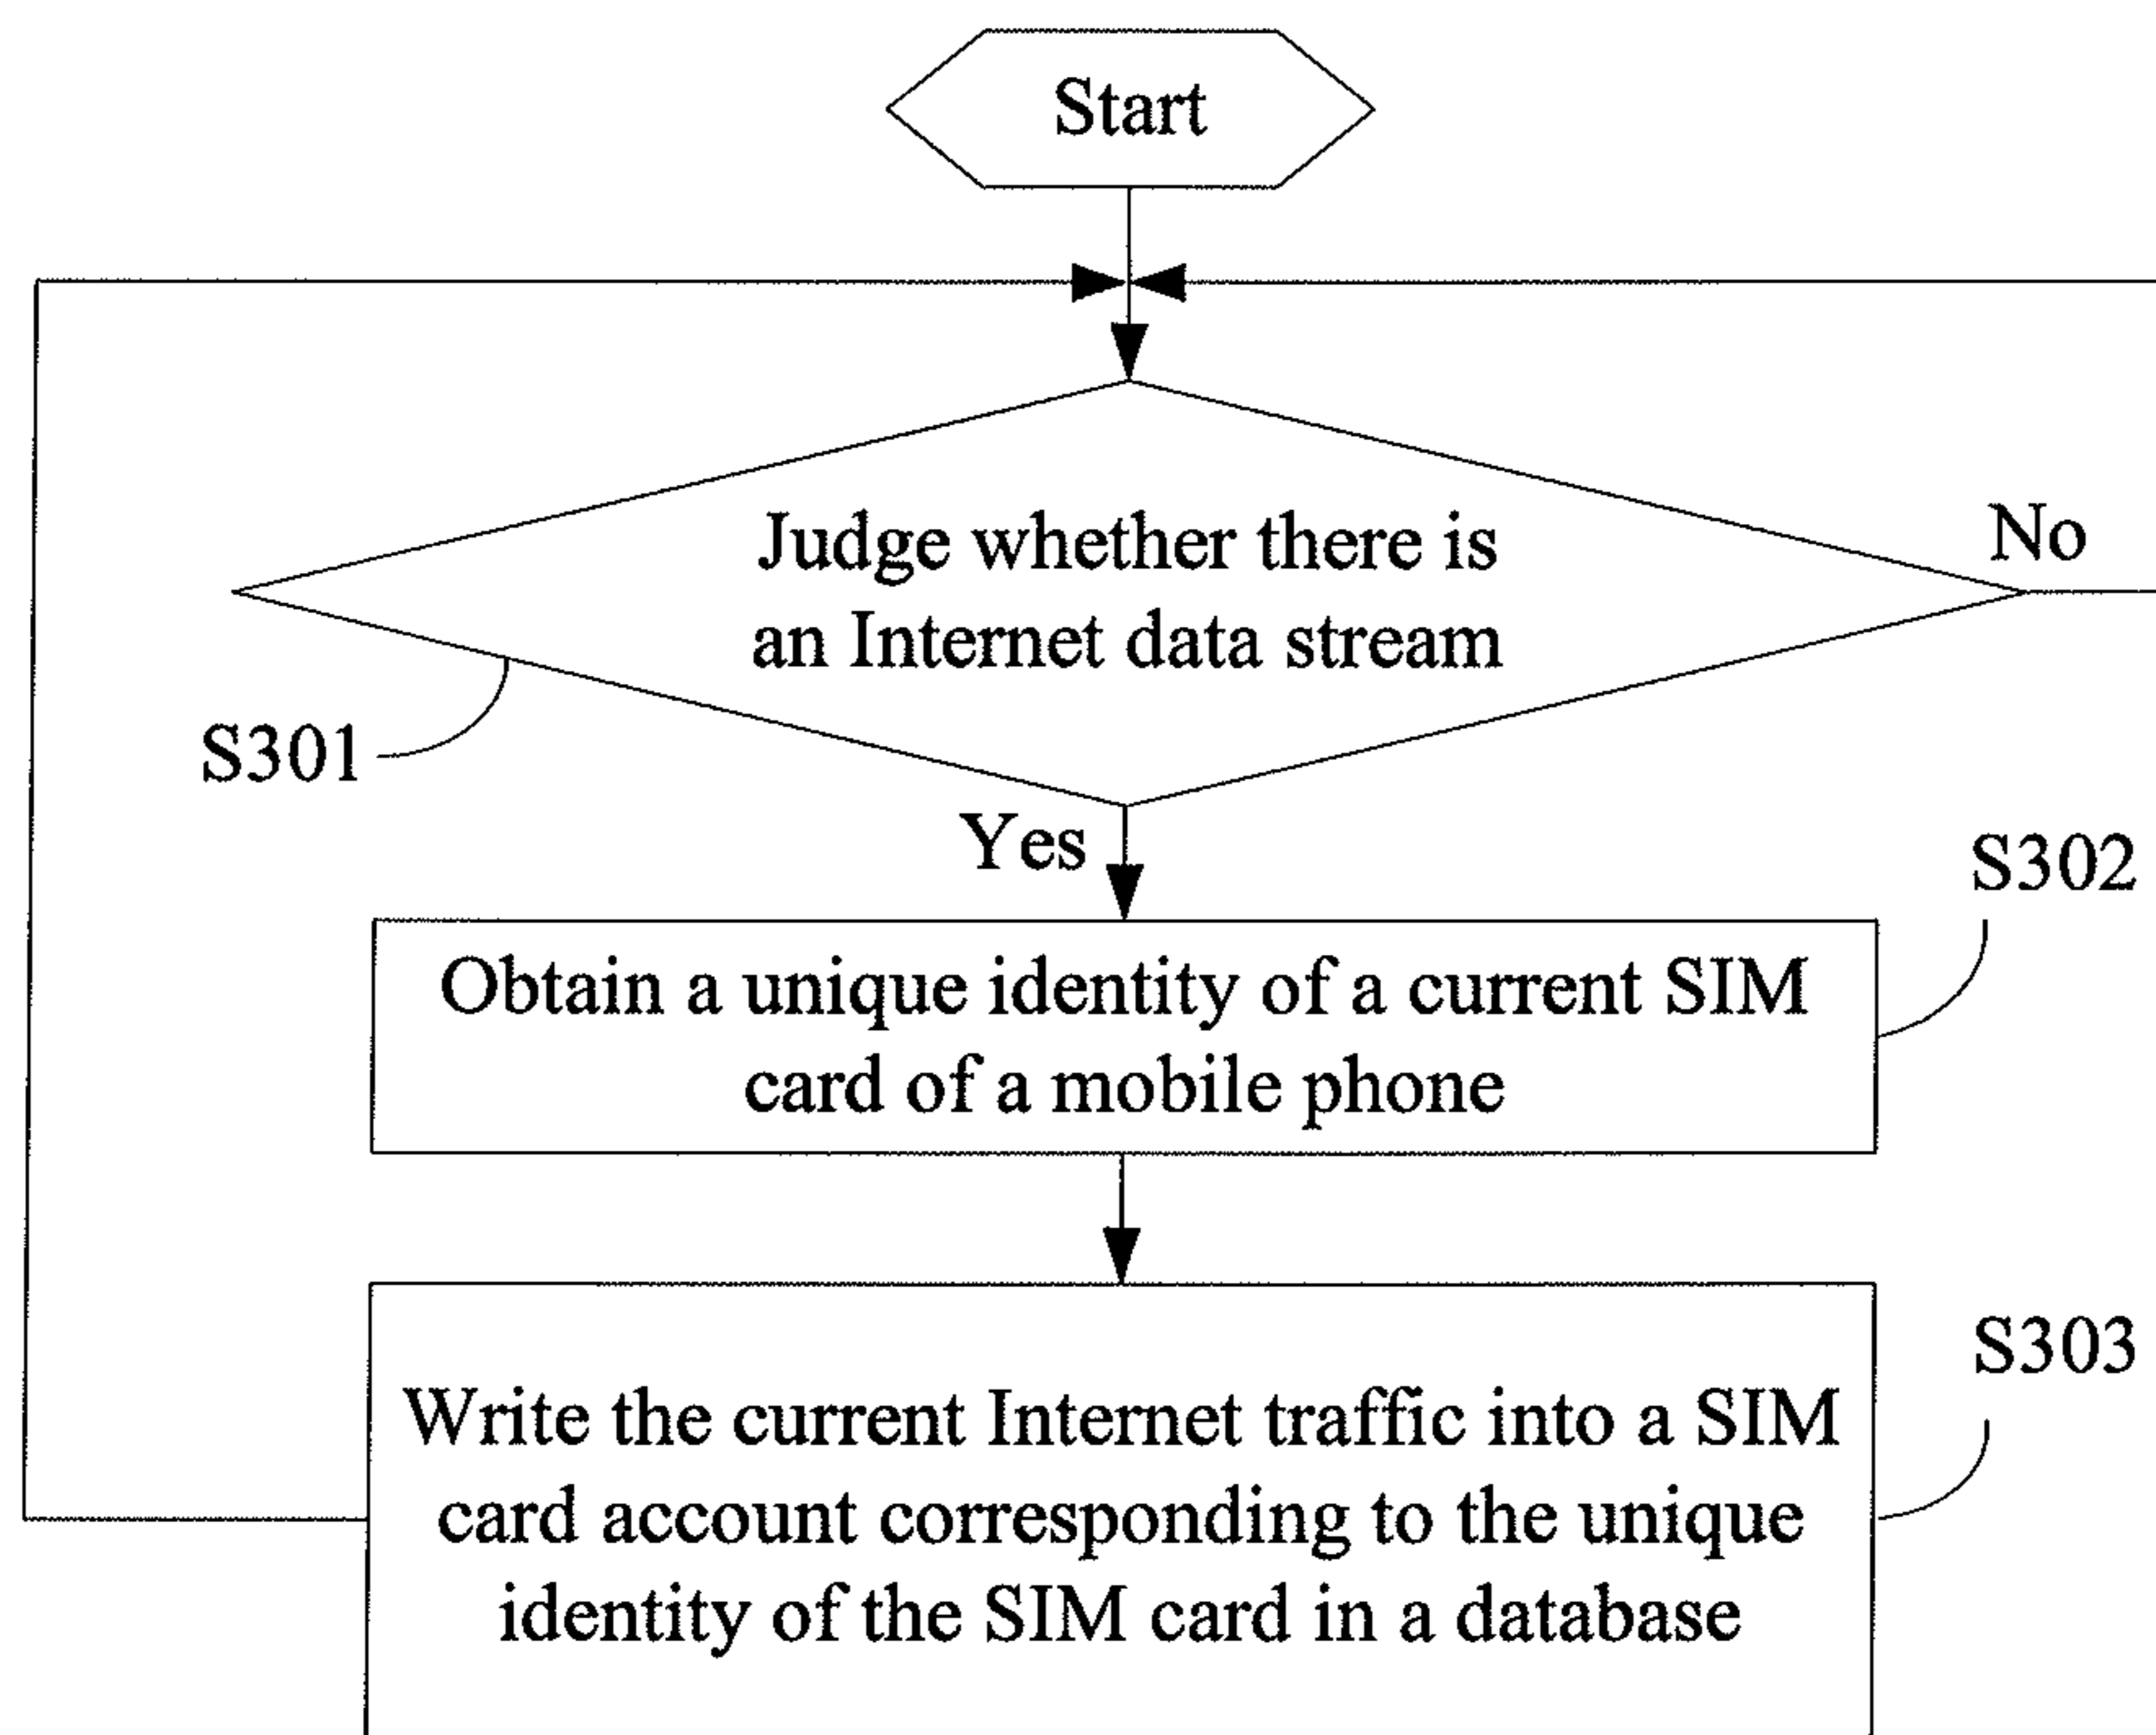 Start
Judge whether there is
an Internet data stream
No
S301
Yes
S302
Obtain a unique identity of a current SIM
card of a mobile phone
S303
Write the current Internet traffic into a SIM
card account corresponding to the unique
identity of the SIM card in a database